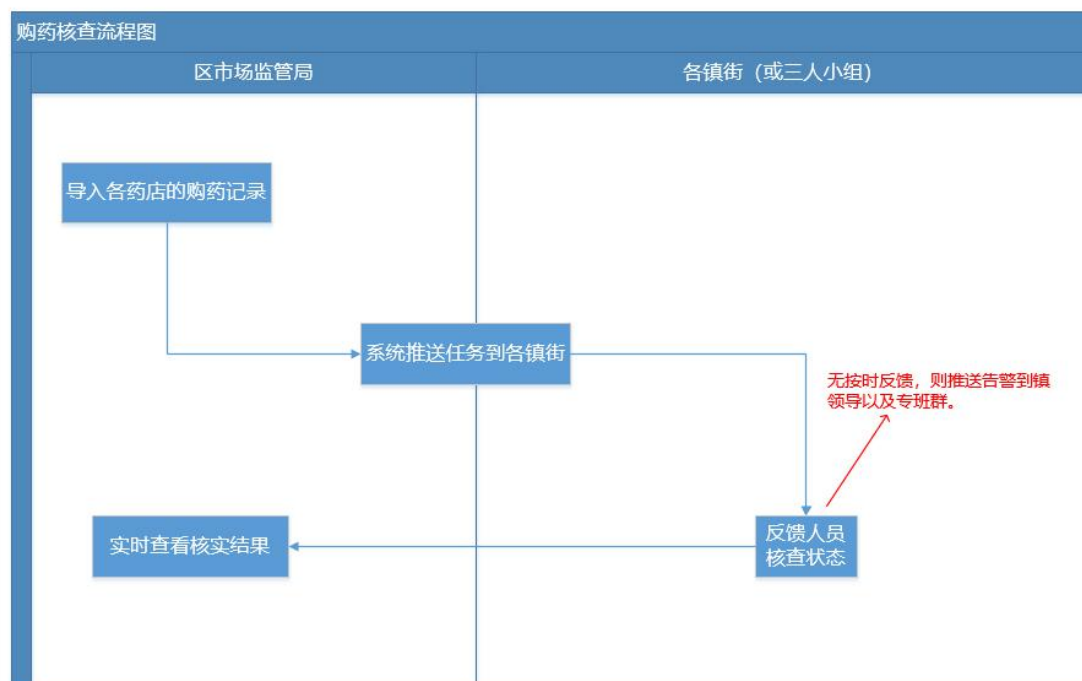 购药核查流程图
区市场监管局
各镇街（或三人小组）
导入各药店的购药记录
系统推送任务到各镇街
无按时反馈，则推送告警到镇
领导以及专班群。
实时查看核实结果
反馈人员
核查状态